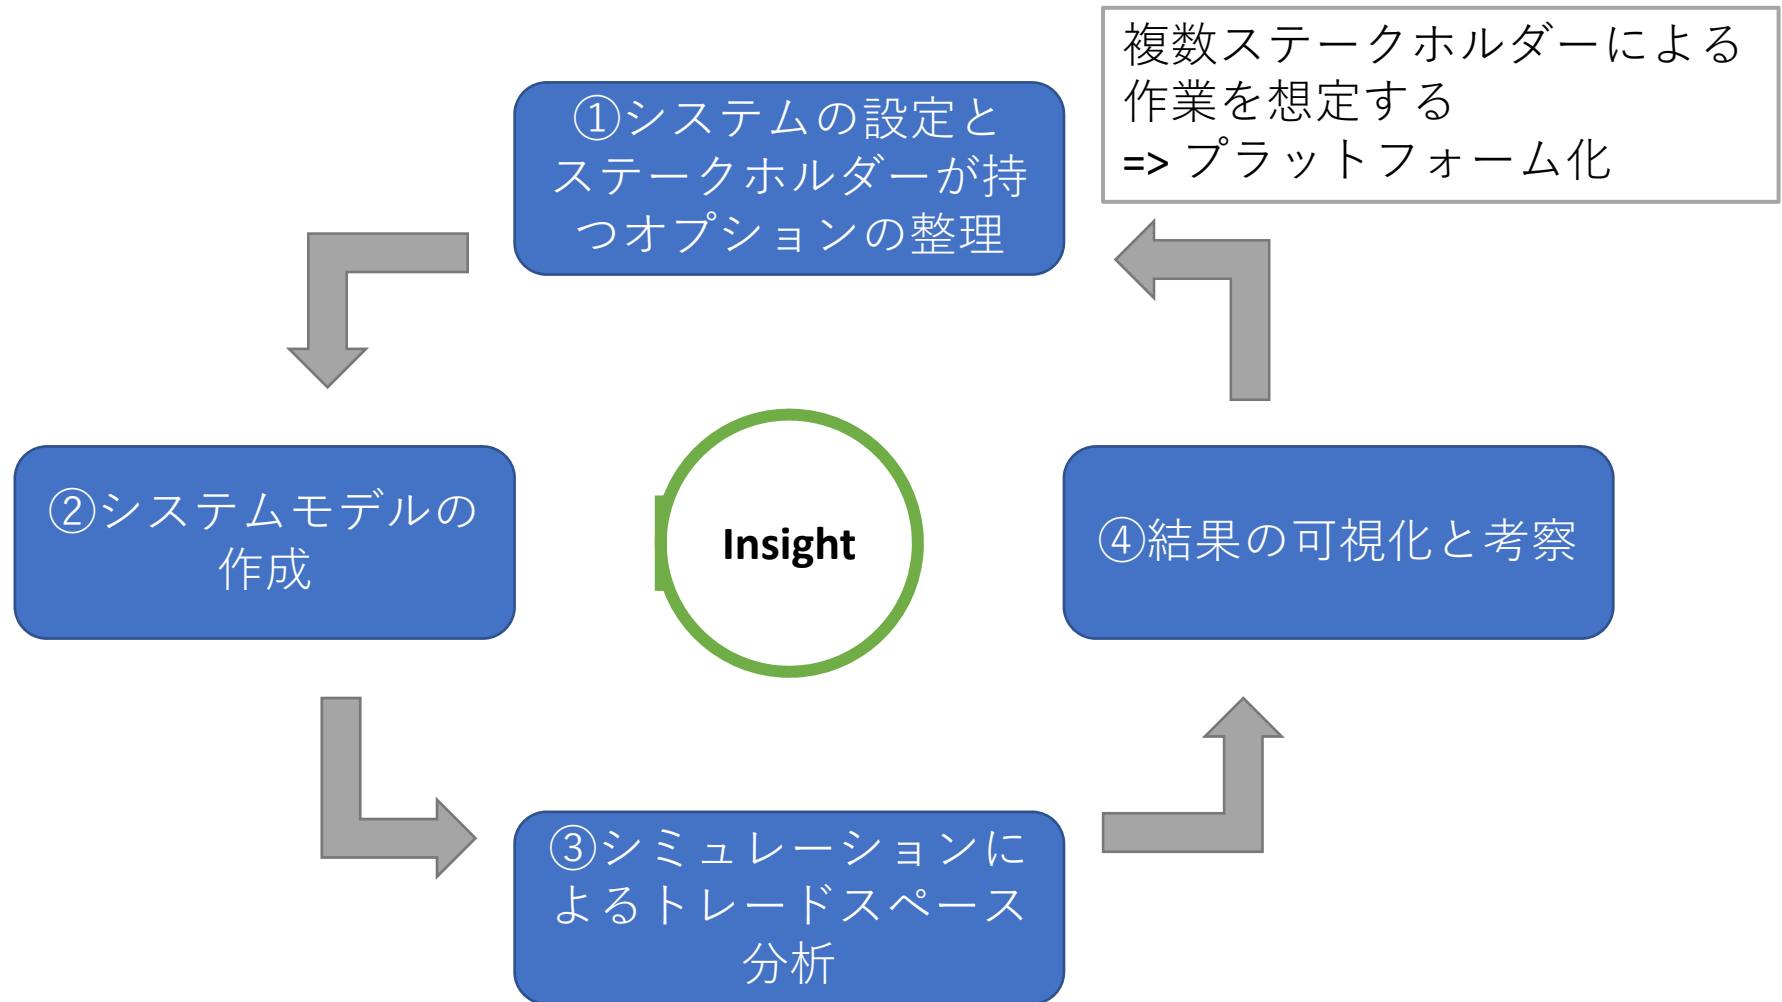 複数ステークホルダーによる
作業を想定する
=> プラットフォーム化
①システムの設定と
ステークホルダーが持
つオプションの整理
②システムモデルの
作成
Insight
④結果の可視化と考察
③シミュレーションに
よるトレードスペース
分析